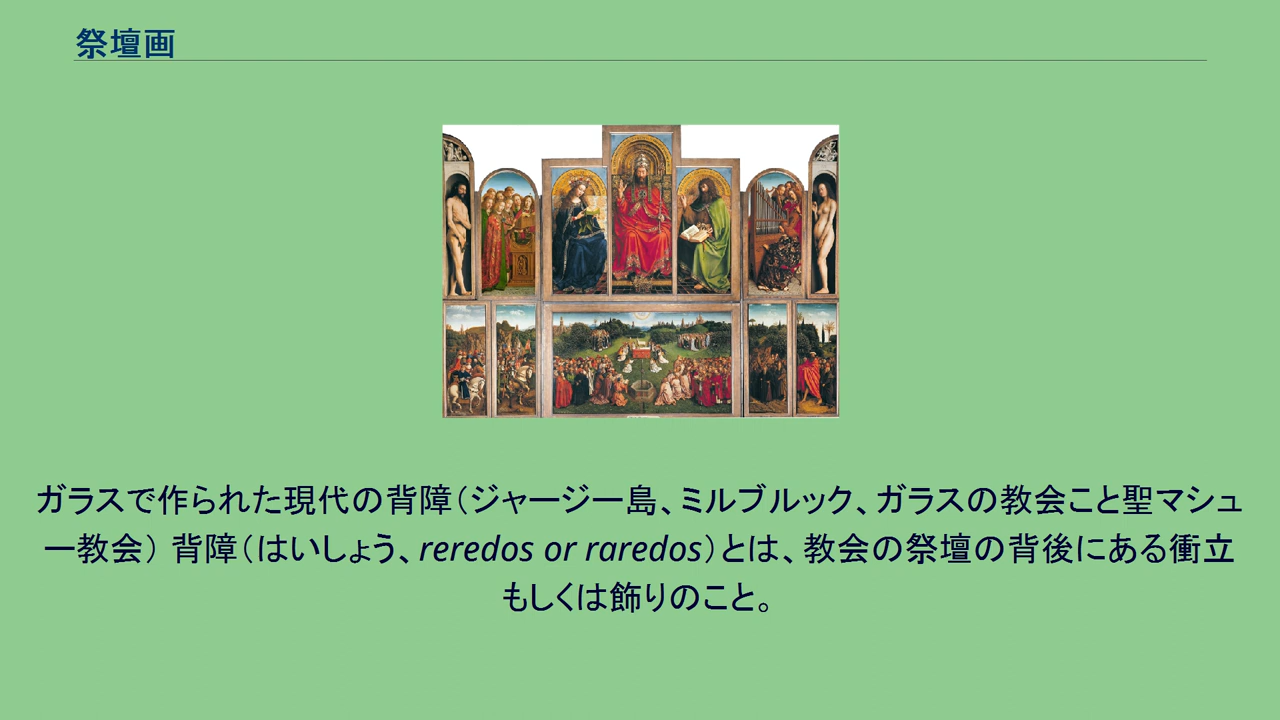 祭壇画
ガラスで作られた現代の背障（ジャージー島、ミルブルック、ガラスの教会こと聖マシュ
ー教会） 背障（はいしょう、reredos or raredos）とは、教会の祭壇の背後にある衝立
もしくは飾りのこと。